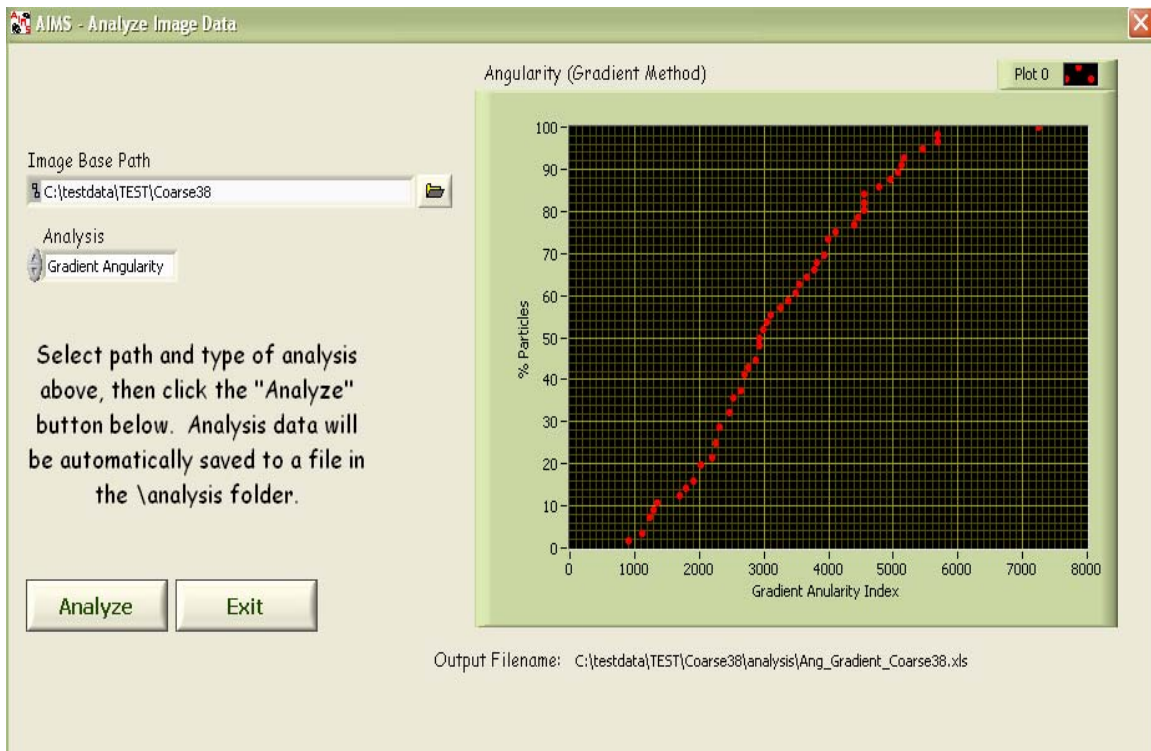 AIMS - Analyze Image Data
Angularity (Gradient Method)
Plot 0
Image Base Path
C:\testdata\TEST\Coarse38
Analysis
Gradient Angularity
Select path and type of analysis
above, then click the "Analyze"
button below. Analysis data will
be automatically saved to a file in
the \analysis folder.
Analyze
Exit
100
90
80
70
60
50
40
30
20
10
0
% Particles
0 1000 2000 3000 4000 5000 6000 7000 8000
Gradient Anularity Index
Output Filename: C:\testdata\TEST\Coarse38\analysis\Ang_Gradient_Coarse38.xls